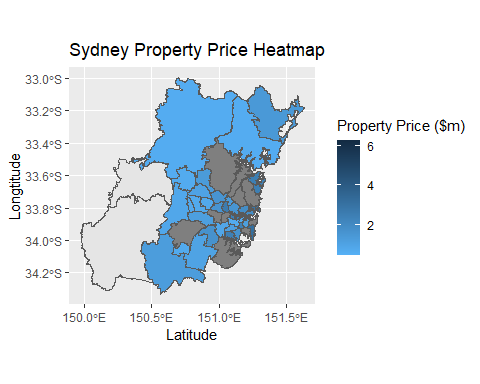 Sydney Property Price Heatmap
33.0°S
33.2°S
33.4°S
33.6°S
33.8°S
34.0°S
34.2°S
Longtitude
150.0°E 150.5°E 151.0°E 151.5°E
Latitude
Property Price ($m)
6
4
2